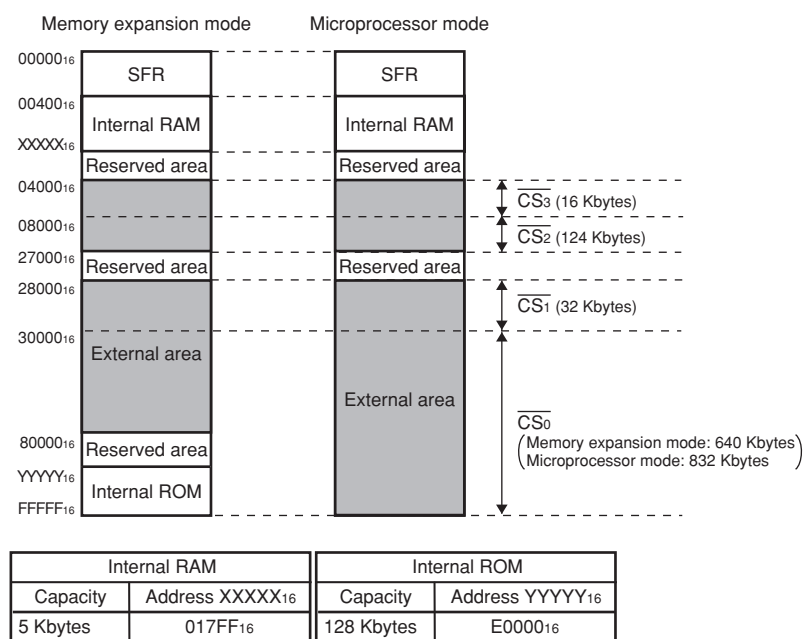 Memory expansion mode
Microprocessor mode
00000₁₆
SFR
SFR
00400₁₆
Internal RAM
Internal RAM
XXXXX₁₆
Reserved area
Reserved area
04000₁₆
CS3 (16 Kbytes)
08000₁₆
CS2 (124 Kbytes)
27000₁₆
Reserved area
Reserved area
28000₁₆
CS1 (32 Kbytes)
30000₁₆
External area
External area
CS0
(Memory expansion mode: 640 Kbytes
Microprocessor mode: 832 Kbytes)
80000₁₆
Reserved area
YYYYY₁₆
Internal ROM
FFFFF₁₆
Internal RAM
Internal ROM
Capacity
Address XXXXX₁₆
Capacity
Address YYYYY₁₆
5 Kbytes
017FF₁₆
128 Kbytes
E0000₁₆